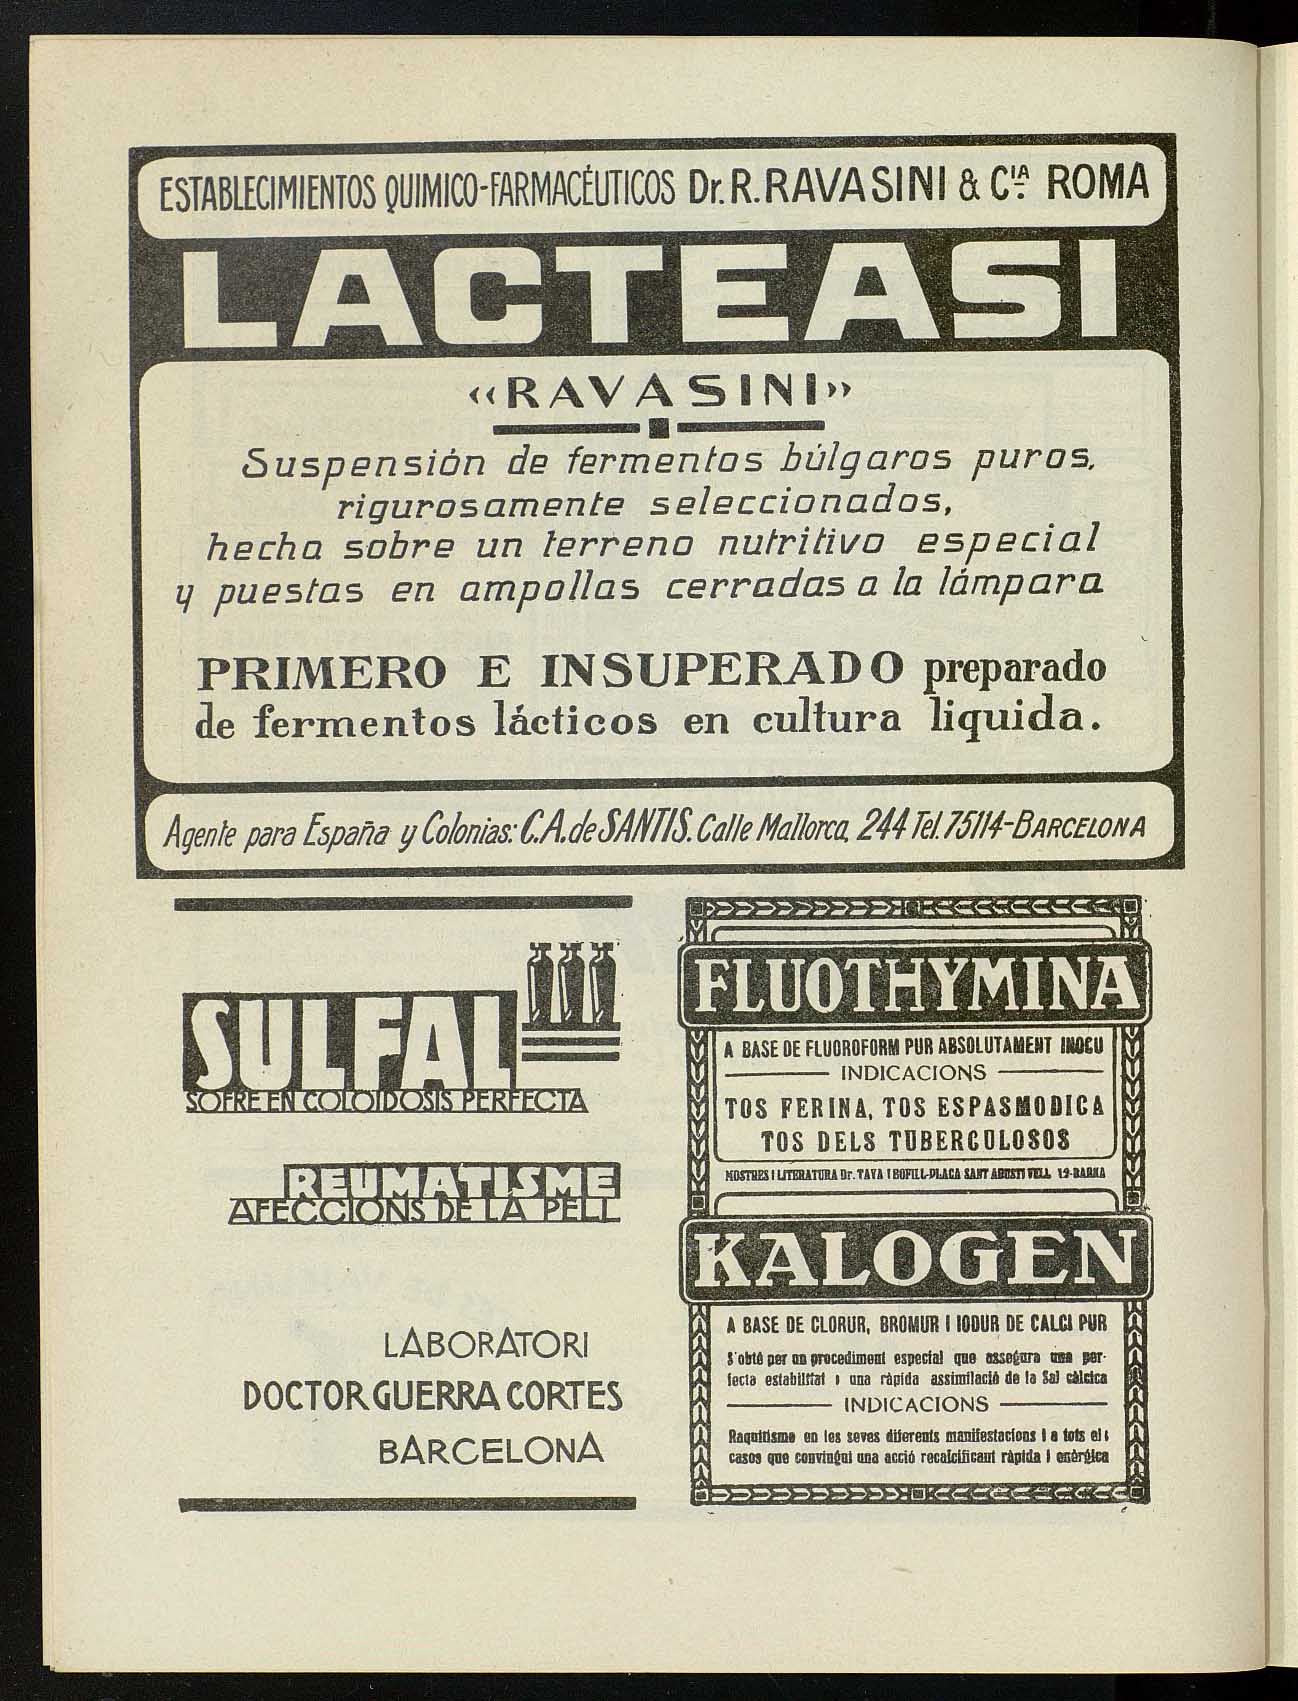 ESTABLECIMIENTOS QUIMICO-FARMACÉUTICOS Dr. R. RAVASINI & Cᴵᴬ ROMA
LACTEASI
«RAVASINI»
Suspensión de fermentos búlgaros puros,
rigurosamente seleccionados,
hecha sobre un terreno nutritivo especial
y puestas en ampollas cerradas a la lámpara
PRIMERO E INSUPERADO preparado
de fermentos lácticos en cultura liquida.
Agente para España y Colonias: C. A. de SANTIS. Calle Mallorca, 244 Tel. 75114-BARCELONA
SULFAL
SOFRE EN COLOIDOSIS PERFECTA
REUMATISME
AFECCIONS DE LA PELL
LABORATORI
DOCTOR GUERRA CORTES
BARCELONA
FLUOTHYMINA
A BASE DE FLUOROFORM PUR ABSOLUTAMENT INOCU
INDICACIONS
TOS FERINA, TOS ESPASMODICA
TOS DELS TUBERCULOSOS
MOSTRES I LITERATURA Dr. TAYA I BOFILL-PLAÇA SANT AGUSTI VELL 19-BARNA
KALOGEN
A BASE DE CLORUR, BROMUR I IODUR DE CALCI PUR
S'obté per un procediment especial que assegura una per-
fecta estabilitat i una ràpida assimilació de la Sal càlcica
INDICACIONS
Raquitisme en les seves diferents manifestacions i a tots els
casos que convingui una acció recalcificant ràpida i enèrgica